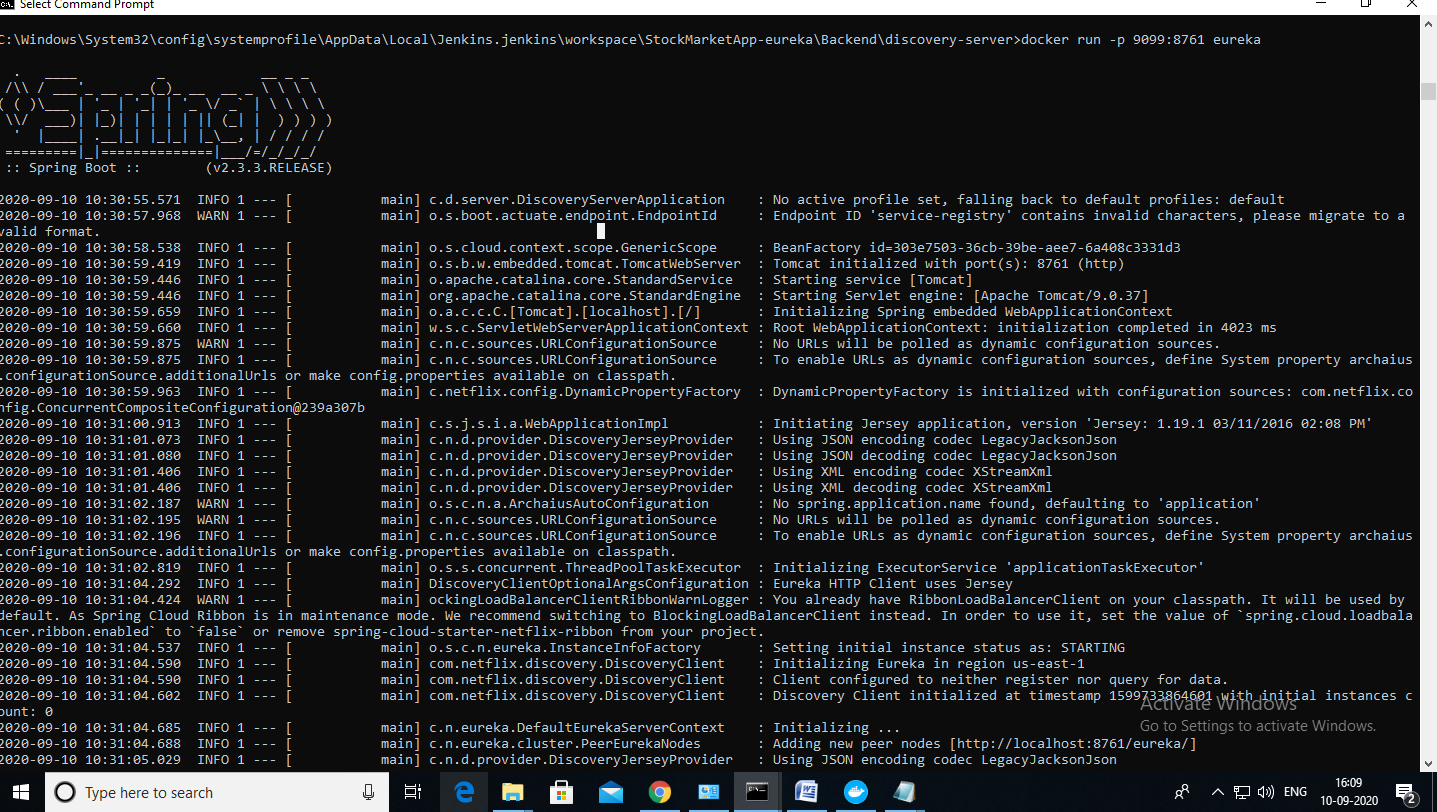 Select Command Prompt
C:\Windows\System32\config\systemprofile\AppData\Local\Jenkins.jenkins\workspace\StockMarketApp-eureka\Backend\discovery-server>docker run -p 9099:8761 eureka
  .   ____          _            __ _ _
 /\\ / ___'_ __ _ _(_)_ __  __ _ \ \ \ \
( ( )\___ | '_ | '_| | '_ \/ _` | \ \ \ \
 \\/  ___)| |_)| | | | | || (_| |  ) ) ) )
  '  |____| .__|_| |_|_| |_\__, | / / / /
 =========|_|==============|___/=/_/_/_/
 :: Spring Boot ::        (v2.3.3.RELEASE)
2020-09-10 10:30:55.571  INFO 1 --- [           main] c.d.server.DiscoveryServerApplication    : No active profile set, falling back to default profiles: default
2020-09-10 10:30:57.968  WARN 1 --- [           main] o.s.boot.actuate.endpoint.EndpointId     : Endpoint ID 'service-registry' contains invalid characters, please migrate to a
valid format.
2020-09-10 10:30:58.538  INFO 1 --- [           main] o.s.cloud.context.scope.GenericScope     : BeanFactory id=303e7503-36cb-39be-aee7-6a408c3331d3
2020-09-10 10:30:59.419  INFO 1 --- [           main] o.s.b.w.embedded.tomcat.TomcatWebServer  : Tomcat initialized with port(s): 8761 (http)
2020-09-10 10:30:59.446  INFO 1 --- [           main] o.apache.catalina.core.StandardService   : Starting service [Tomcat]
2020-09-10 10:30:59.446  INFO 1 --- [           main] org.apache.catalina.core.StandardEngine  : Starting Servlet engine: [Apache Tomcat/9.0.37]
2020-09-10 10:30:59.659  INFO 1 --- [           main] o.a.c.c.C.[Tomcat].[localhost].[/]       : Initializing Spring embedded WebApplicationContext
2020-09-10 10:30:59.660  INFO 1 --- [           main] w.s.c.ServletWebServerApplicationContext : Root WebApplicationContext: initialization completed in 4023 ms
2020-09-10 10:30:59.875  WARN 1 --- [           main] c.n.c.sources.URLConfigurationSource     : No URLs will be polled as dynamic configuration sources.
2020-09-10 10:30:59.875  INFO 1 --- [           main] c.n.c.sources.URLConfigurationSource     : To enable URLs as dynamic configuration sources, define System property archaius
.configurationSource.additionalUrls or make config.properties available on classpath.
2020-09-10 10:30:59.963  INFO 1 --- [           main] c.netflix.config.DynamicPropertyFactory  : DynamicPropertyFactory is initialized with configuration sources: com.netflix.co
nfig.ConcurrentCompositeConfiguration@239a307b
2020-09-10 10:31:00.913  INFO 1 --- [           main] c.s.j.s.i.a.WebApplicationImpl           : Initiating Jersey application, version 'Jersey: 1.19.1 03/11/2016 02:08 PM'
2020-09-10 10:31:01.073  INFO 1 --- [           main] c.n.d.provider.DiscoveryJerseyProvider   : Using JSON encoding codec LegacyJacksonJson
2020-09-10 10:31:01.080  INFO 1 --- [           main] c.n.d.provider.DiscoveryJerseyProvider   : Using JSON decoding codec LegacyJacksonJson
2020-09-10 10:31:01.406  INFO 1 --- [           main] c.n.d.provider.DiscoveryJerseyProvider   : Using XML encoding codec XStreamXml
2020-09-10 10:31:01.406  INFO 1 --- [           main] c.n.d.provider.DiscoveryJerseyProvider   : Using XML decoding codec XStreamXml
2020-09-10 10:31:02.187  WARN 1 --- [           main] o.s.c.n.a.ArchaiusAutoConfiguration      : No spring.application.name found, defaulting to 'application'
2020-09-10 10:31:02.195  WARN 1 --- [           main] c.n.c.sources.URLConfigurationSource     : No URLs will be polled as dynamic configuration sources.
2020-09-10 10:31:02.196  INFO 1 --- [           main] c.n.c.sources.URLConfigurationSource     : To enable URLs as dynamic configuration sources, define System property archaius
.configurationSource.additionalUrls or make config.properties available on classpath.
2020-09-10 10:31:02.819  INFO 1 --- [           main] o.s.s.concurrent.ThreadPoolTaskExecutor  : Initializing ExecutorService 'applicationTaskExecutor'
2020-09-10 10:31:04.292  INFO 1 --- [           main] DiscoveryClientOptionalArgsConfiguration : Eureka HTTP Client uses Jersey
2020-09-10 10:31:04.424  WARN 1 --- [           main] ockingLoadBalancerClientRibbonWarnLogger : You already have RibbonLoadBalancerClient on your classpath. It will be used by
default. As Spring Cloud Ribbon is in maintenance mode. We recommend switching to BlockingLoadBalancerClient instead. In order to use it, set the value of `spring.cloud.loadbala
ncer.ribbon.enabled` to `false` or remove spring-cloud-starter-netflix-ribbon from your project.
2020-09-10 10:31:04.537  INFO 1 --- [           main] o.s.c.n.eureka.InstanceInfoFactory       : Setting initial instance status as: STARTING
2020-09-10 10:31:04.590  INFO 1 --- [           main] com.netflix.discovery.DiscoveryClient    : Initializing Eureka in region us-east-1
2020-09-10 10:31:04.590  INFO 1 --- [           main] com.netflix.discovery.DiscoveryClient    : Client configured to neither register nor query for data.
2020-09-10 10:31:04.602  INFO 1 --- [           main] com.netflix.discovery.DiscoveryClient    : Discovery Client initialized at timestamp 1599733864601 with initial instances c
ount: 0
2020-09-10 10:31:04.685  INFO 1 --- [           main] c.n.eureka.DefaultEurekaServerContext    : Initializing ...
2020-09-10 10:31:04.688  INFO 1 --- [           main] c.n.eureka.cluster.PeerEurekaNodes       : Adding new peer nodes [http://localhost:8761/eureka/]
2020-09-10 10:31:05.029  INFO 1 --- [           main] c.n.d.provider.DiscoveryJerseyProvider   : Using JSON encoding codec LegacyJacksonJson
Activate Windows
Go to Settings to activate Windows.
Type here to search
ENG
16:09
10-09-2020
2